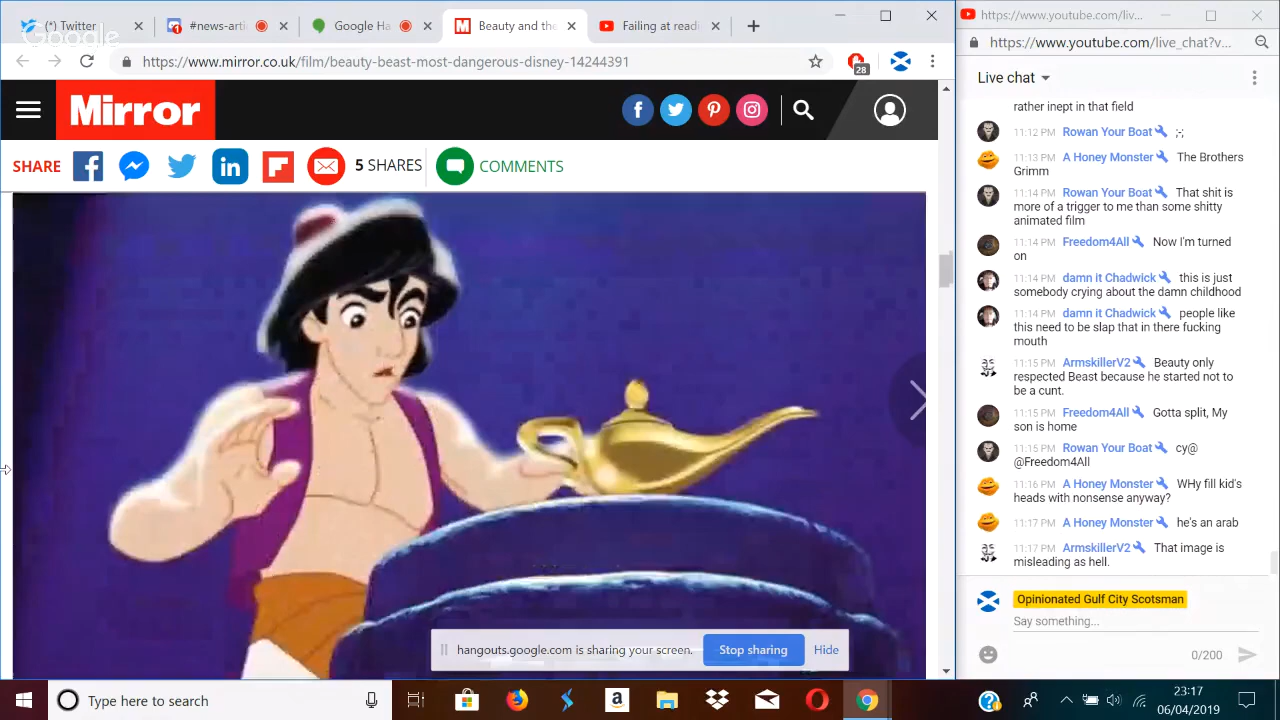 (*) Twitter
#news-arti
Google Ha
Beauty and the
Failing at readi
Google
https://www.mirror.co.uk/film/beauty-beast-most-dangerous-disney-14244391
28
Mirror
SHARE
5 SHARES
COMMENTS
hangouts.google.com is sharing your screen.
Stop sharing
Hide
https://www.youtube.com/liv...
https://www.youtube.com/live_chat?v...
Live chat
rather inept in that field
11:12 PM Rowan Your Boat ;-;
11:13 PM A Honey Monster The Brothers
Grimm
11:14 PM Rowan Your Boat That shit is
more of a trigger to me than some shitty
animated film
11:14 PM Freedom4All Now I'm turned
on
11:14 PM damn it Chadwick this is just
somebody crying about the damn childhood
11:14 PM damn it Chadwick people like
this need to be slap that in there fucking
mouth
11:15 PM ArmskillerV2 Beauty only
respected Beast because he started not to
be a cunt.
11:15 PM Freedom4All Gotta split, My
son is home
11:15 PM Rowan Your Boat cy@
@Freedom4All
11:16 PM A Honey Monster WHy fill kid's
heads with nonsense anyway?
11:17 PM A Honey Monster he's an arab
11:17 PM ArmskillerV2 That image is
misleading as hell.
Opinionated Gulf City Scotsman
Say something...
0/200
Type here to search
23:17
06/04/2019